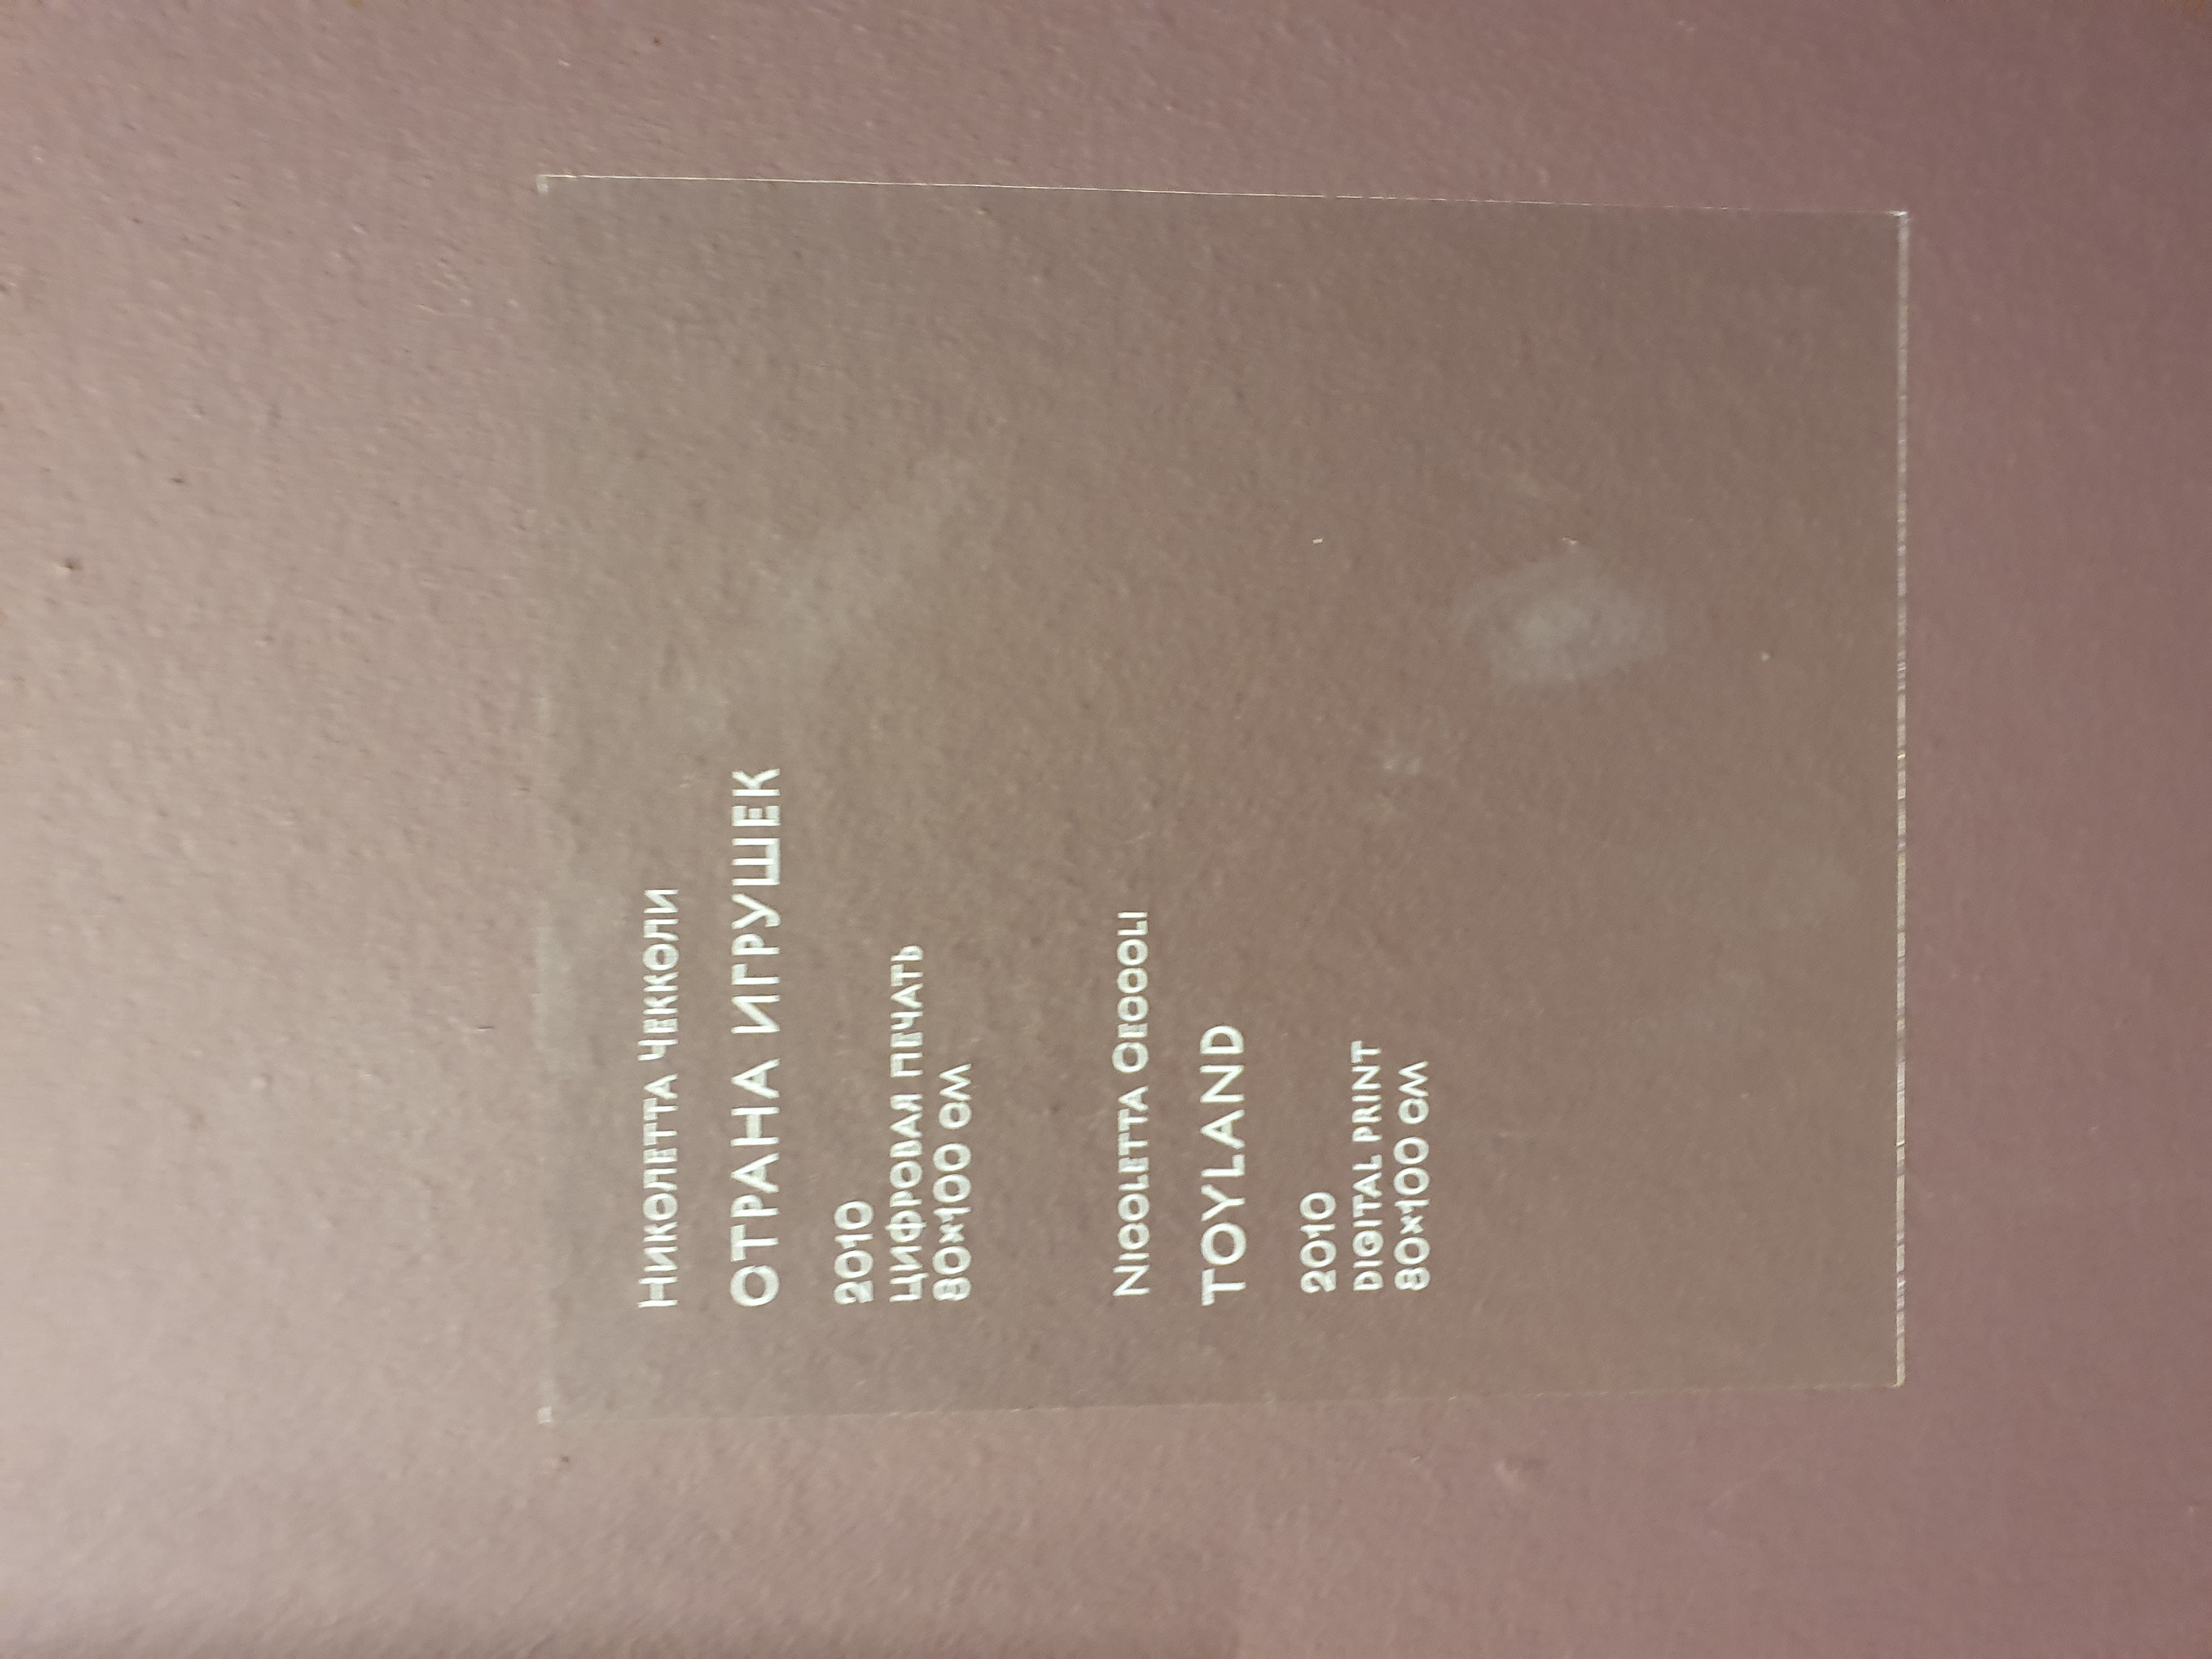 Николетта Чекколи
СТРАНА ИГРУШЕК
2010
ЦИФРОВАЯ ПЕЧАТЬ
80×100 СМ
NICOLETTA CECCOLI
TOYLAND
2010
DIGITAL PRINT
80×100 CM